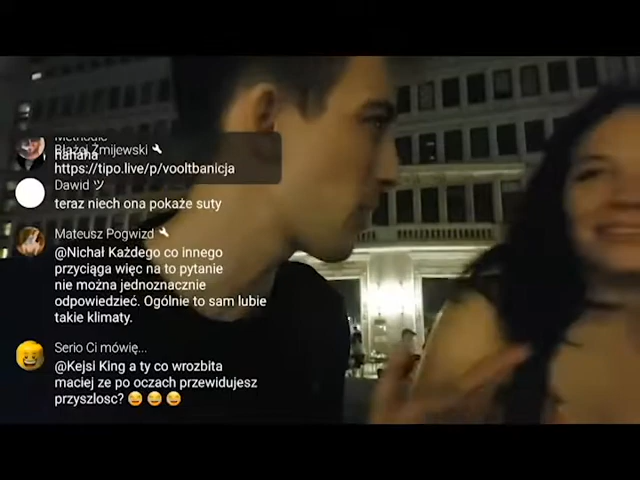 Błażej Żmijewski
hahaha
https://tipo.live/p/vooltbanicja
Dawid ツ
teraz niech ona pokaże suty
Mateusz Pogwizd
@Nichał Każdego co innego
przyciąga więc na to pytanie
nie można jednoznacznie
odpowiedzieć. Ogólnie to sam lubie
takie klimaty.
Serio Ci mówię...
@Kejsi King a ty co wrozbita
maciej ze po oczach przewidujesz
przyszlosc? 😂 😂 😂